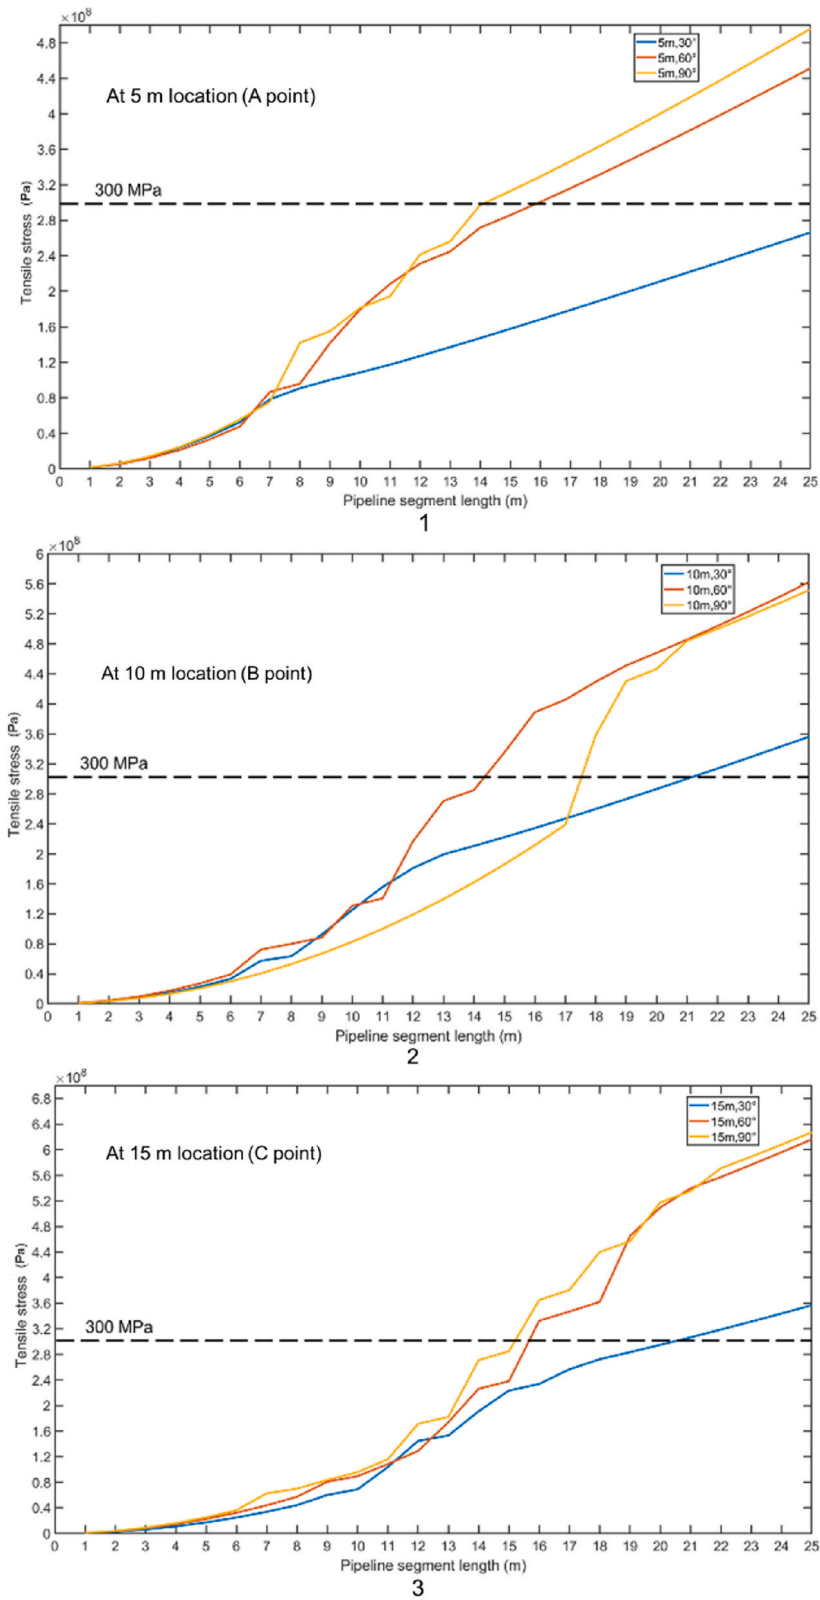 ×10⁸
4.8
4.4
4
3.6
3.2
2.8
2.4
2
1.6
1.2
0.8
0.4
0
Tensile stress (Pa)
5m,30°
5m,60°
5m,90°
At 5 m location (A point)
300 MPa
0 1 2 3 4 5 6 7 8 9 10 11 12 13 14 15 16 17 18 19 20 21 22 23 24 25
Pipeline segment length (m)
1
×10⁸
6
5.6
5.2
4.8
4.4
4
3.6
3.2
2.8
2.4
2
1.6
1.2
0.8
0.4
0
Tensile stress (Pa)
10m,30°
10m,60°
10m,90°
At 10 m location (B point)
300 MPa
0 1 2 3 4 5 6 7 8 9 10 11 12 13 14 15 16 17 18 19 20 21 22 23 24 25
Pipeline segment length (m)
2
×10⁸
6.8
6.4
6
5.6
5.2
4.8
4.4
4
3.6
3.2
2.8
2.4
2
1.6
1.2
0.8
0.4
0
Tensile stress (Pa)
15m,30°
15m,60°
15m,90°
At 15 m location (C point)
300 MPa
0 1 2 3 4 5 6 7 8 9 10 11 12 13 14 15 16 17 18 19 20 21 22 23 24 25
Pipeline segment length (m)
3